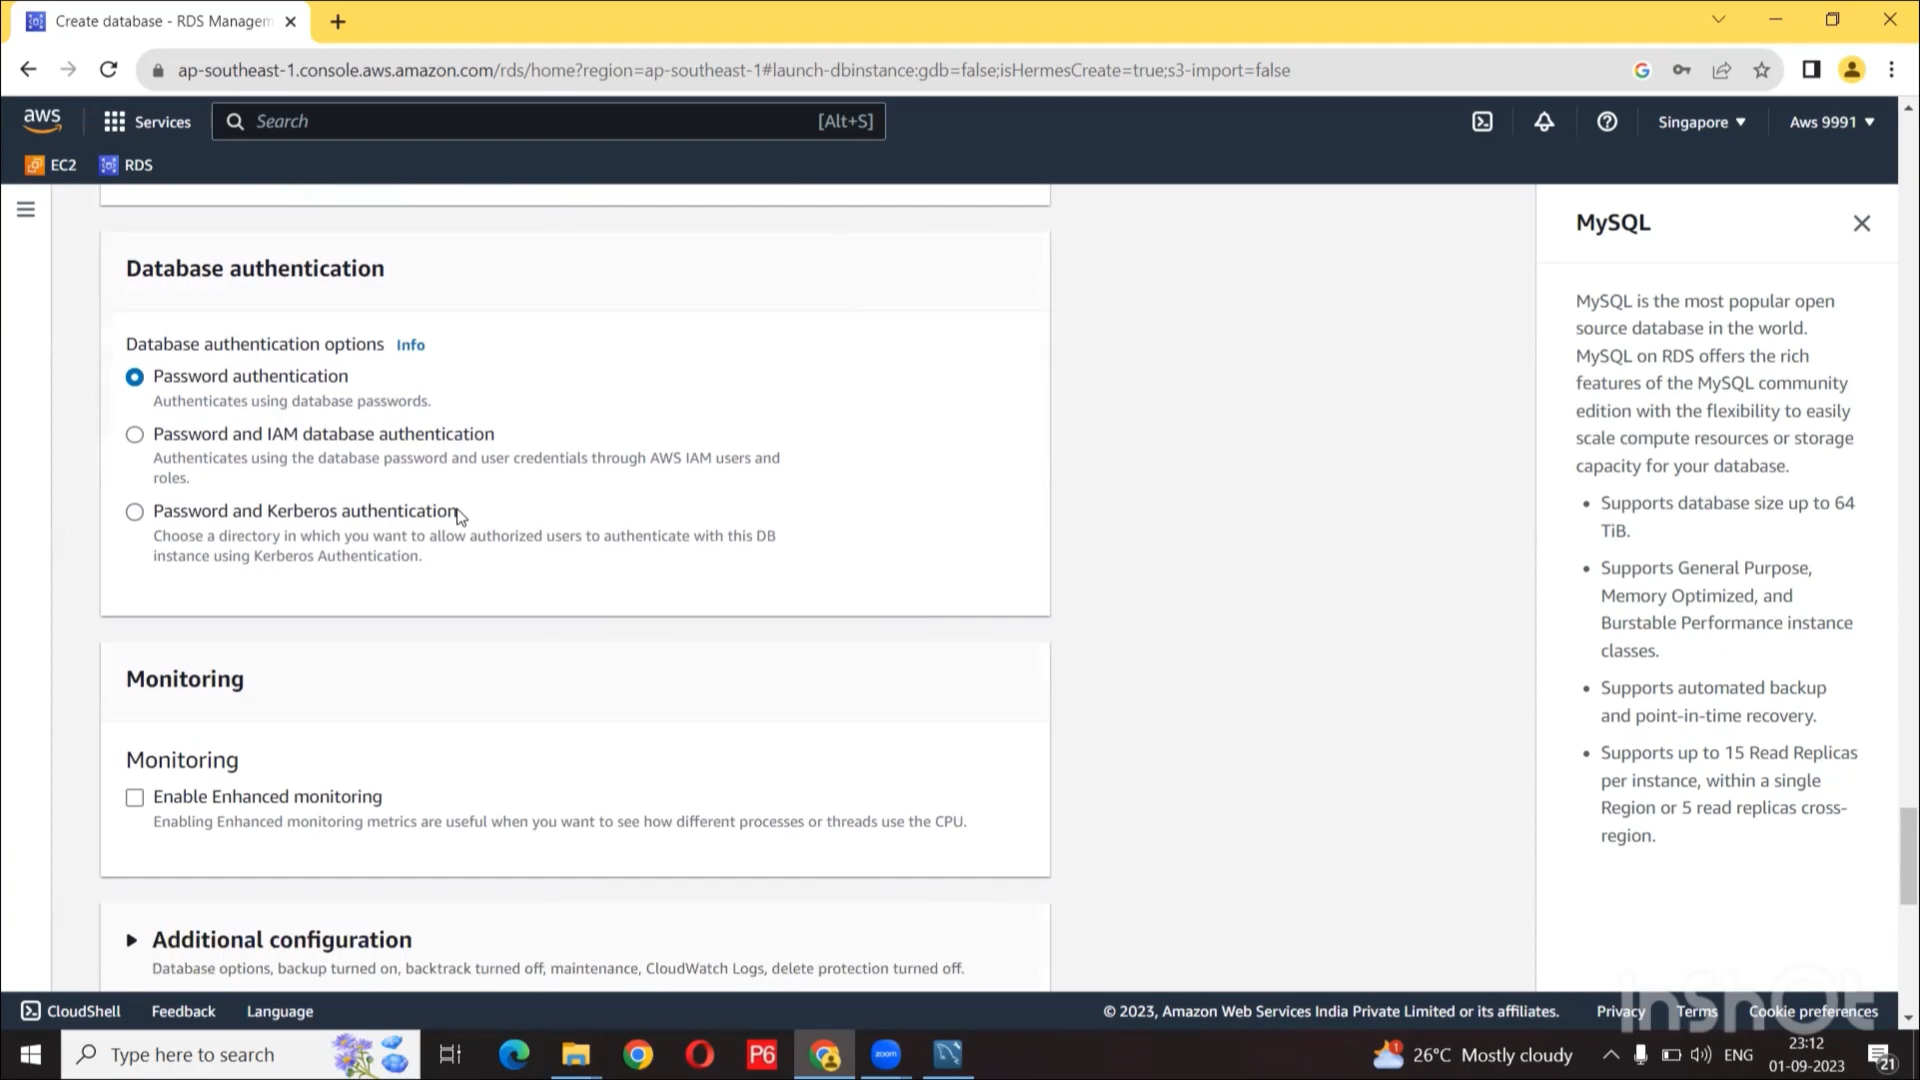 Create database - RDS Managem
ap-southeast-1.console.aws.amazon.com/rds/home?region=ap-southeast-1#launch-dbinstance:gdb=false;isHermesCreate=true;s3-import=false
aws
Services
Search
[Alt+S]
Singapore
Aws 9991
EC2
RDS
Database authentication
Database authentication options Info
Password authentication
Authenticates using database passwords.
Password and IAM database authentication
Authenticates using the database password and user credentials through AWS IAM users and
roles.
Password and Kerberos authentication
Choose a directory in which you want to allow authorized users to authenticate with this DB
instance using Kerberos Authentication.
Monitoring
Monitoring
Enable Enhanced monitoring
Enabling Enhanced monitoring metrics are useful when you want to see how different processes or threads use the CPU.
Additional configuration
Database options, backup turned on, backtrack turned off, maintenance, CloudWatch Logs, delete protection turned off.
MySQL
MySQL is the most popular open
source database in the world.
MySQL on RDS offers the rich
features of the MySQL community
edition with the flexibility to easily
scale compute resources or storage
capacity for your database.
Supports database size up to 64
TiB.
Supports General Purpose,
Memory Optimized, and
Burstable Performance instance
classes.
Supports automated backup
and point-in-time recovery.
Supports up to 15 Read Replicas
per instance, within a single
Region or 5 read replicas cross-
region.
InShOt
CloudShell
Feedback
Language
© 2023, Amazon Web Services India Private Limited or its affiliates.
Privacy
Terms
Cookie preferences
Type here to search
P6
zoom
1
26°C Mostly cloudy
ENG
23:12
01-09-2023
21